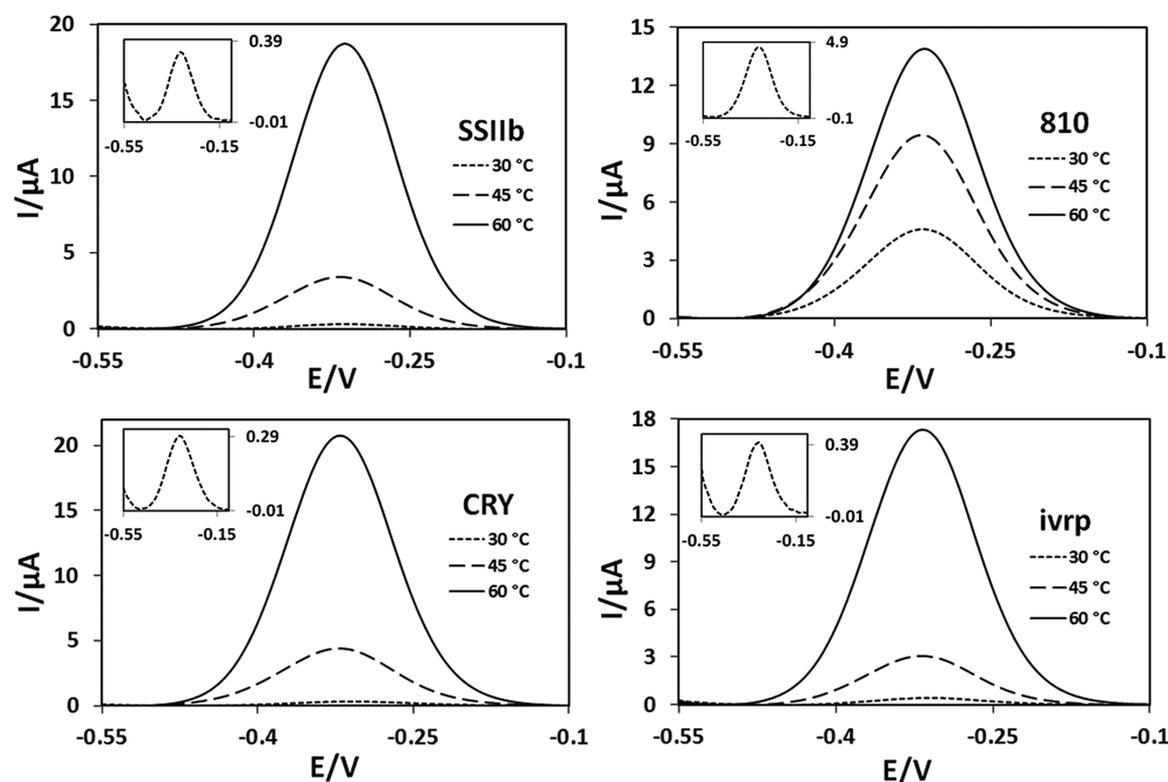 20
15
10
5
0
I/µA
0.39
-0.01
-0.55
-0.15
SSIIb
30 °C
45 °C
60 °C
-0.55
-0.4
-0.25
-0.1
E/V
15
12
9
6
3
0
I/µA
4.9
-0.1
-0.55
-0.15
810
30 °C
45 °C
60 °C
-0.55
-0.4
-0.25
-0.1
E/V
20
15
10
5
0
I/µA
0.29
-0.01
-0.55
-0.15
CRY
30 °C
45 °C
60 °C
-0.55
-0.4
-0.25
-0.1
E/V
18
15
12
9
6
3
0
I/µA
0.39
-0.01
-0.55
-0.15
ivrp
30 °C
45 °C
60 °C
-0.55
-0.4
-0.25
-0.1
E/V